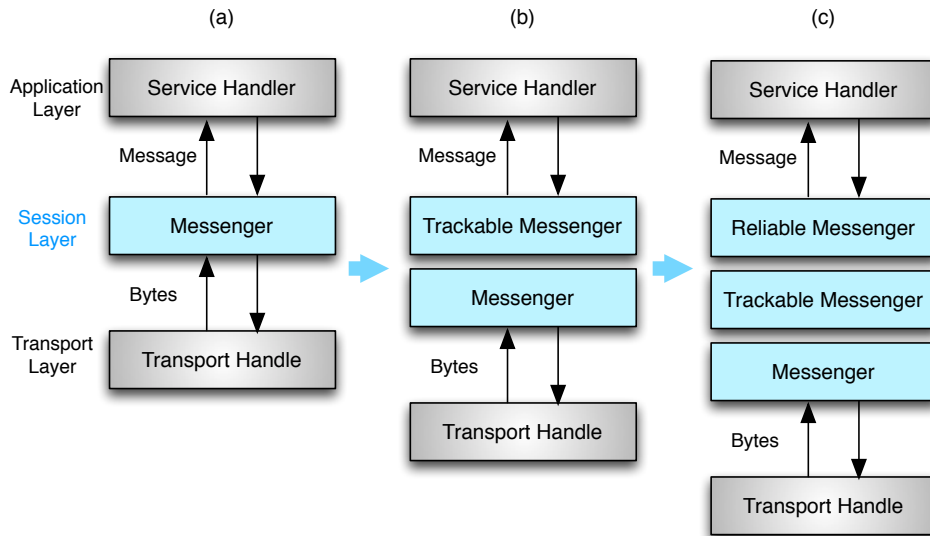 (a)
(b)
(c)
Application
Layer
Service Handler
Service Handler
Service Handler
Message
Message
Message
Session
Layer
Messenger
Trackable Messenger
Reliable Messenger
Bytes
Messenger
Trackable Messenger
Transport
Layer
Transport Handle
Bytes
Messenger
Transport Handle
Bytes
Transport Handle